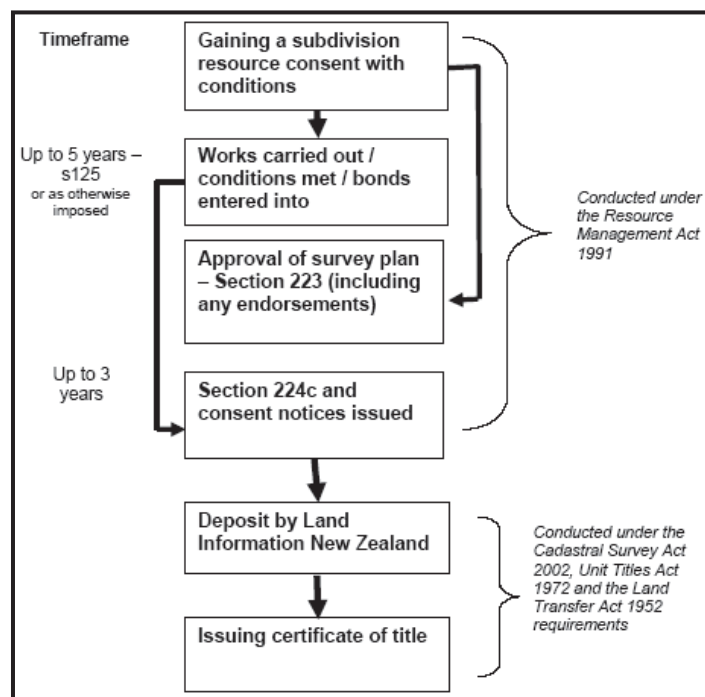 Timeframe
Gaining a subdivision
resource consent with
conditions
Up to 5 years –
s125
or as otherwise
imposed
Works carried out /
conditions met / bonds
entered into
Conducted under
the Resource
Management Act
1991
Approval of survey plan
– Section 223 (including
any endorsements)
Up to 3
years
Section 224c and
consent notices issued
Deposit by Land
Information New Zealand
Conducted under the
Cadastral Survey Act
2002, Unit Titles Act
1972 and the Land
Transfer Act 1952
requirements
Issuing certificate of title